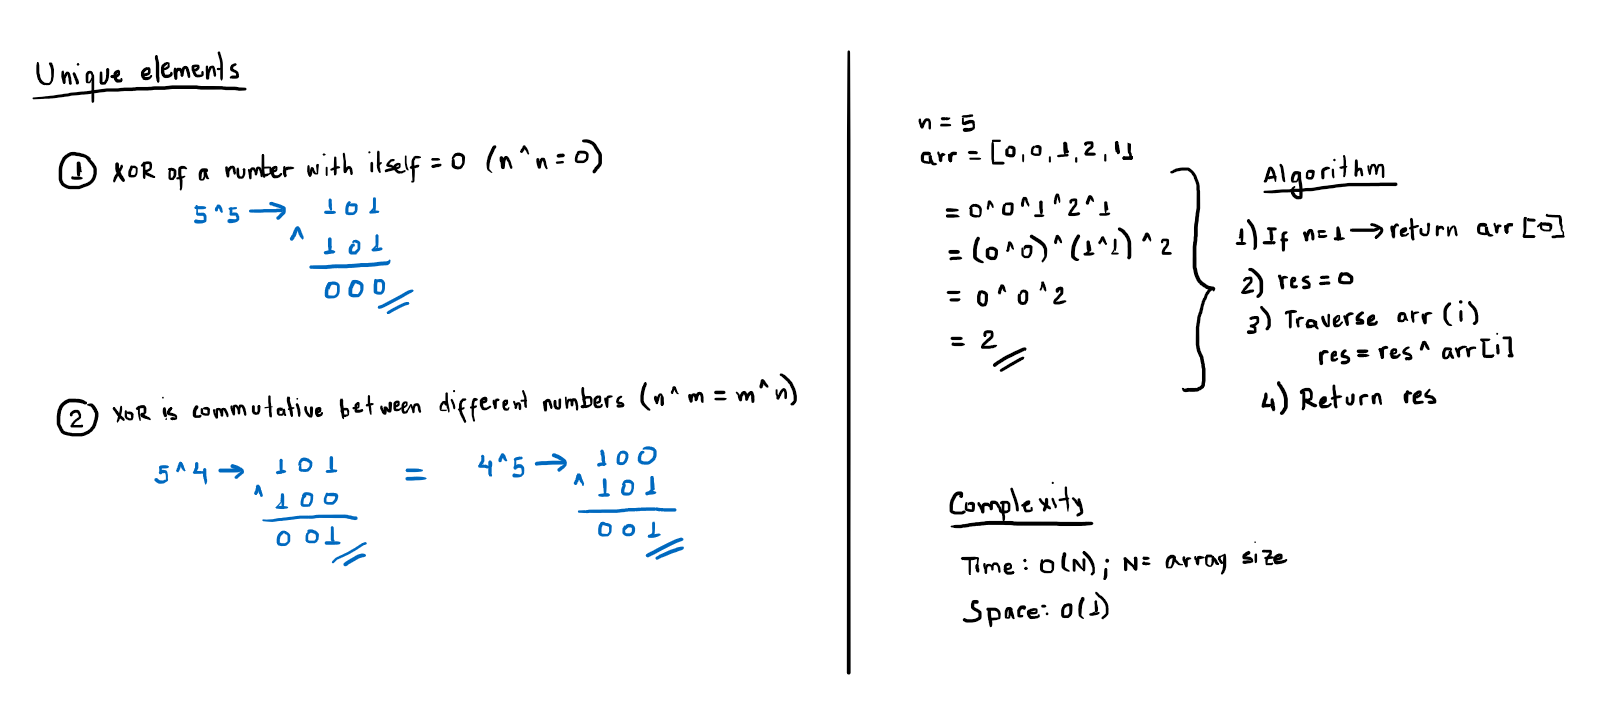 Unique elements
① XOR of a number with itself = 0 (n^n=0)
5^5 → 101
^ 101
000
② XOR is commutative between different numbers (n^m = m^n)
5^4 → 101 = 4^5 → 100
^ 100 ^ 101
001 001
n = 5
arr = [0,0,1,2,1]
= 0^0^1^2^1
= (0^0)^(1^1)^2
= 0^0^2
= 2
Algorithm
1) If n=1 → return arr[0]
2) res = 0
3) Traverse arr (i)
res = res ^ arr[i]
4) Return res
Complexity
Time: O(N); N= array size
Space: O(1)